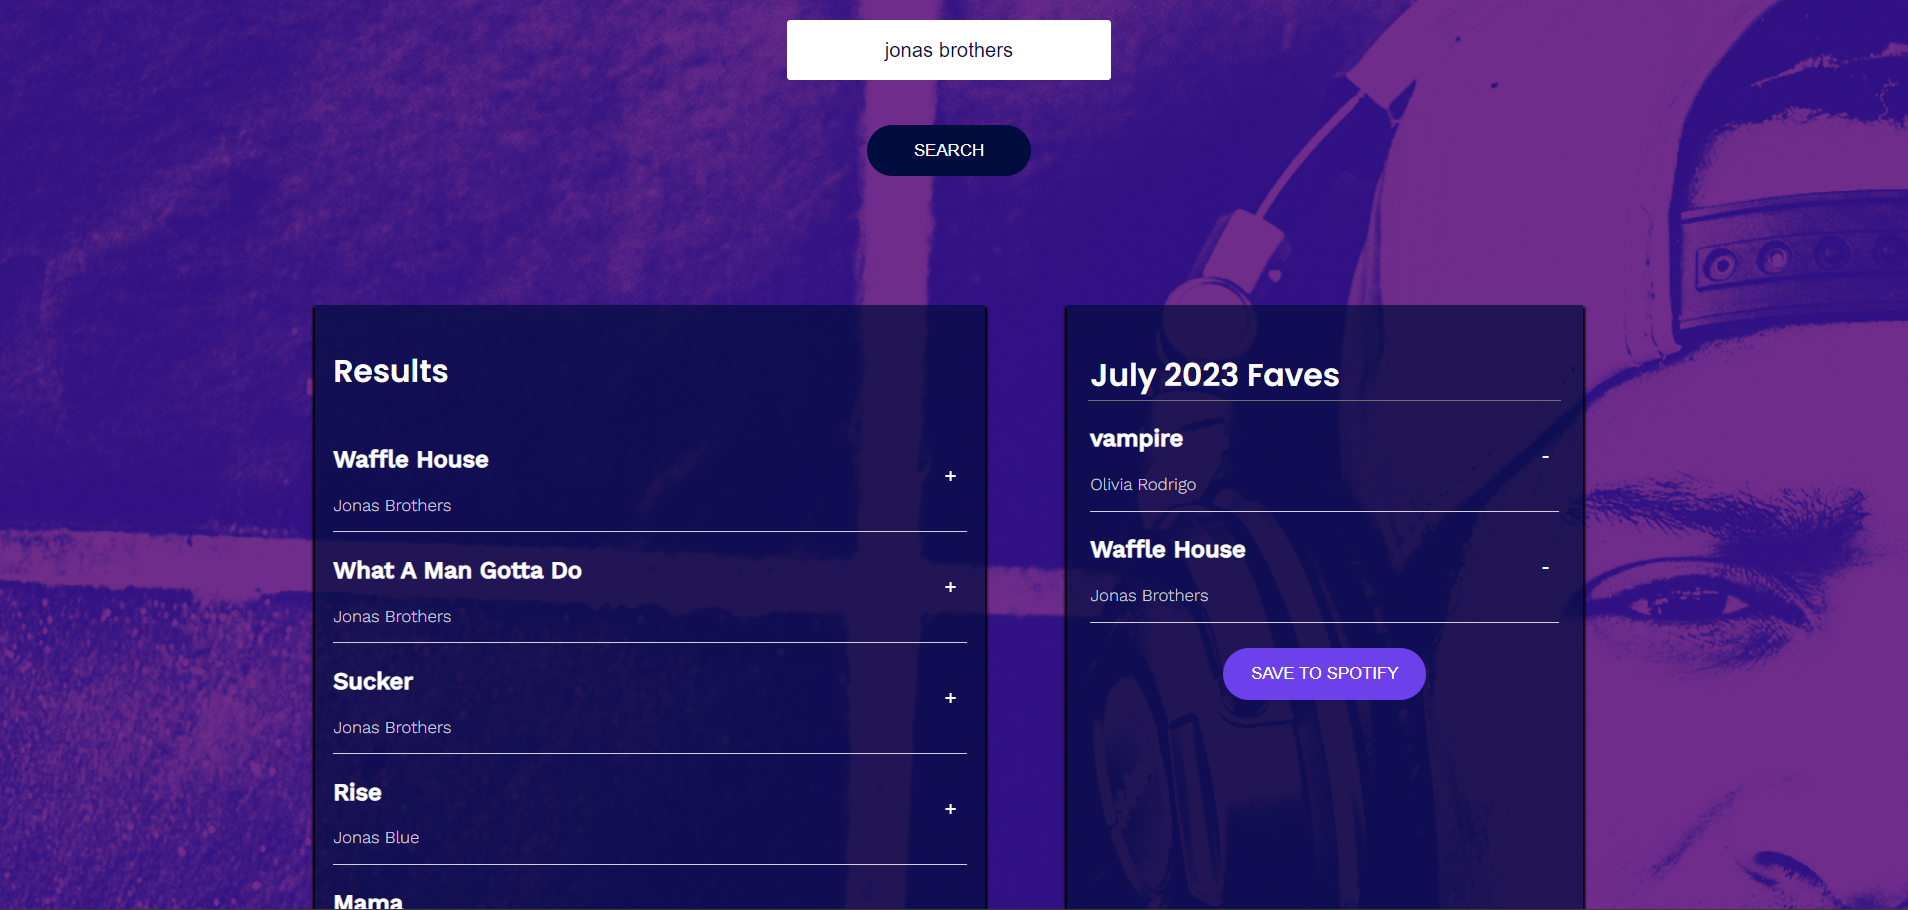 jonas brothers
SEARCH
Results
Waffle House
+
Jonas Brothers
What A Man Gotta Do
+
Jonas Brothers
Sucker
+
Jonas Brothers
Rise
+
Jonas Blue
Mama
July 2023 Faves
vampire
-
Olivia Rodrigo
Waffle House
-
Jonas Brothers
SAVE TO SPOTIFY